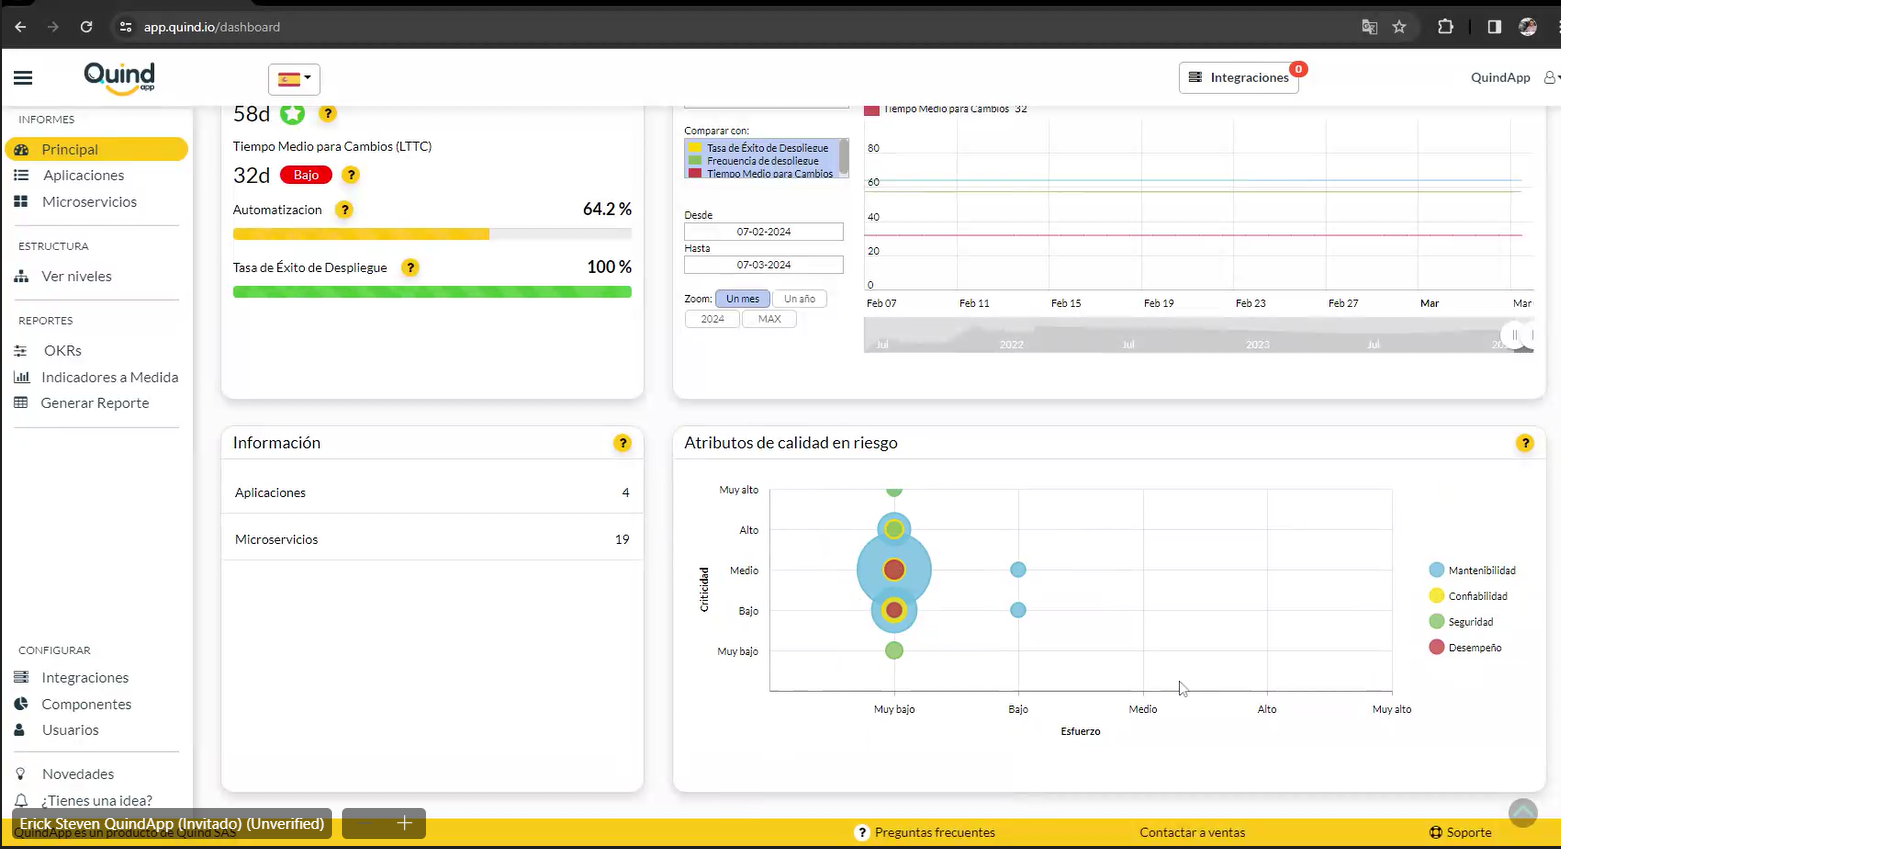 app.quind.io/dashboard
Quind
app
Integraciones
0
QuindApp
INFORMES
Principal
Aplicaciones
Microservicios
ESTRUCTURA
Ver niveles
REPORTES
OKRs
Indicadores a Medida
Generar Reporte
CONFIGURAR
Integraciones
Componentes
Usuarios
Novedades
¿Tienes una idea?
58d
?
Tiempo Medio para Cambios (LTTC)
32d
Bajo
?
Automatizacion
?
64.2 %
Tasa de Éxito de Despliegue
?
100 %
Comparar con:
Tasa de Éxito de Despliegue
Frequencia de despliegue
Tiempo Medio para Cambios
Desde
07-02-2024
Hasta
07-03-2024
Zoom:
Un mes
Un año
2024
MAX
Tiempo Medio para Cambios 32
80
60
40
20
0
Feb 07
Feb 11
Feb 15
Feb 19
Feb 23
Feb 27
Mar
Mar
Jul
2022
Jul
2023
Jul
Información
?
Aplicaciones
4
Microservicios
19
Atributos de calidad en riesgo
?
Criticidad
Muy alto
Alto
Medio
Bajo
Muy bajo
Muy bajo
Bajo
Medio
Alto
Muy alto
Esfuerzo
Mantenibilidad
Confiabilidad
Seguridad
Desempeño
Erick Steven QuindApp (Invitado) (Unverified)
QuindApp es un producto de Quind SAS
? Preguntas frecuentes
Contactar a ventas
Soporte